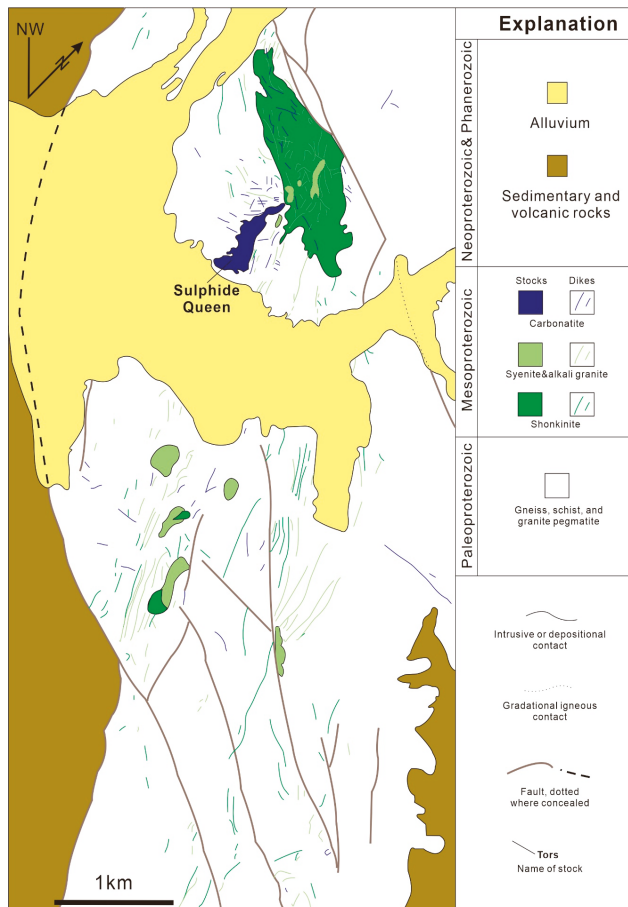 NW
N
Sulphide
Queen
1km
Explanation
Neoproterozoic& Phanerozoic
Alluvium
Sedimentary and
volcanic rocks
Mesoproterozoic
Stocks Dikes
Carbonatite
Syenite&alkali granite
Shonkinite
Paleoproterozoic
Gneiss, schist, and
granite pegmatite
Intrusive or depositional
contact
Gradational igneous
contact
Fault, dotted
where concealed
Tors
Name of stock